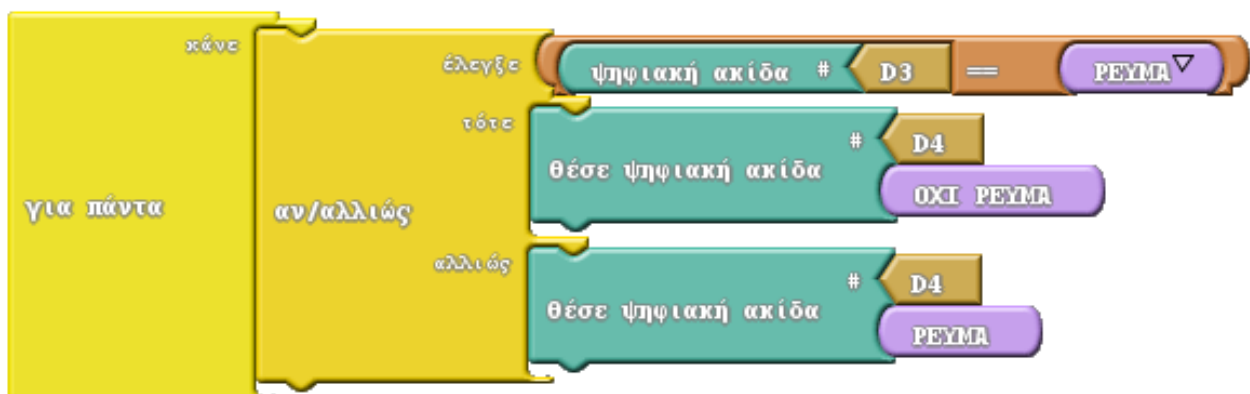 κάνε
έλεγξε
ψηφιακή ακίδα # D3 == ΡΕΥΜΑ
τότε
θέσε ψηφιακή ακίδα # D4
ΟΧΙ ΡΕΥΜΑ
για πάντα
αν/αλλιώς
αλλιώς
θέσε ψηφιακή ακίδα # D4
ΡΕΥΜΑ